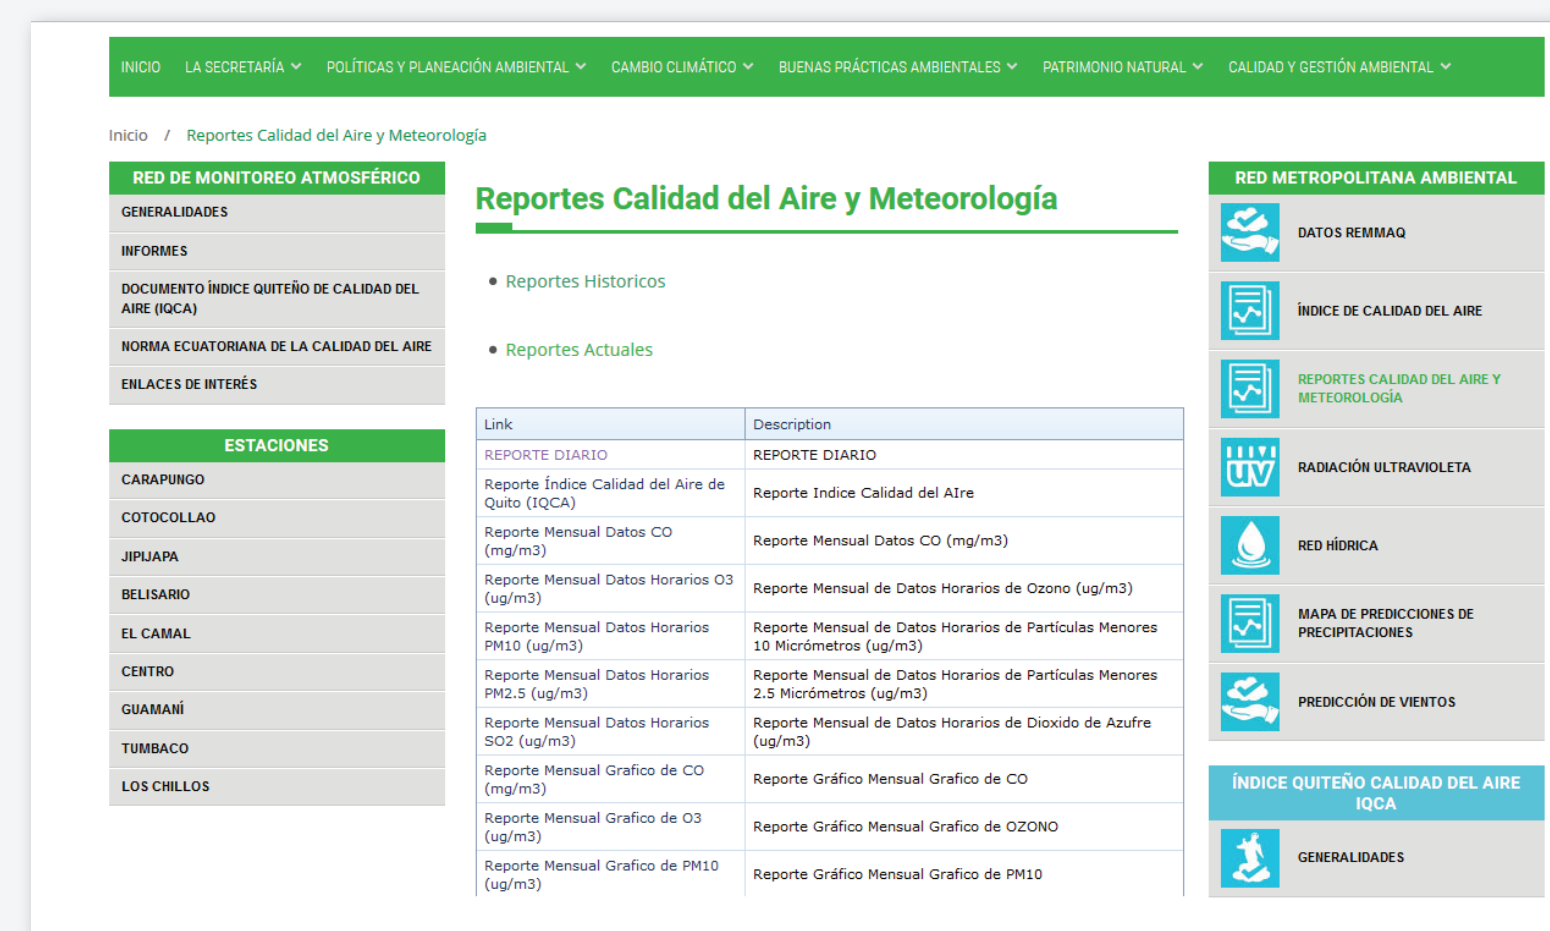 INICIO LA SECRETARÍA POLÍTICAS Y PLANEACIÓN AMBIENTAL CAMBIO CLIMÁTICO BUENAS PRÁCTICAS AMBIENTALES PATRIMONIO NATURAL CALIDAD Y GESTIÓN AMBIENTAL
Inicio / Reportes Calidad del Aire y Meteorología
RED DE MONITOREO ATMOSFÉRICO
GENERALIDADES
INFORMES
DOCUMENTO ÍNDICE QUITEÑO DE CALIDAD DEL
AIRE (IQCA)
NORMA ECUATORIANA DE LA CALIDAD DEL AIRE
ENLACES DE INTERÉS
ESTACIONES
CARAPUNGO
COTOCOLLAO
JIPIJAPA
BELISARIO
EL CAMAL
CENTRO
GUAMANÍ
TUMBACO
LOS CHILLOS
Reportes Calidad del Aire y Meteorología
• Reportes Historicos
• Reportes Actuales
Link Description
REPORTE DIARIO REPORTE DIARIO
Reporte Índice Calidad del Aire de
Quito (IQCA)
Reporte Indice Calidad del AIre
Reporte Mensual Datos CO
(mg/m3)
Reporte Mensual Datos CO (mg/m3)
Reporte Mensual Datos Horarios O3
(ug/m3)
Reporte Mensual de Datos Horarios de Ozono (ug/m3)
Reporte Mensual Datos Horarios
PM10 (ug/m3)
Reporte Mensual de Datos Horarios de Partículas Menores
10 Micrómetros (ug/m3)
Reporte Mensual Datos Horarios
PM2.5 (ug/m3)
Reporte Mensual de Datos Horarios de Partículas Menores
2.5 Micrómetros (ug/m3)
Reporte Mensual Datos Horarios
SO2 (ug/m3)
Reporte Mensual de Datos Horarios de Dioxido de Azufre
(ug/m3)
Reporte Mensual Grafico de CO
(mg/m3)
Reporte Gráfico Mensual Grafico de CO
Reporte Mensual Grafico de O3
(ug/m3)
Reporte Gráfico Mensual Grafico de OZONO
Reporte Mensual Grafico de PM10
(ug/m3)
Reporte Gráfico Mensual Grafico de PM10
RED METROPOLITANA AMBIENTAL
DATOS REMMAQ
ÍNDICE DE CALIDAD DEL AIRE
REPORTES CALIDAD DEL AIRE Y
METEOROLOGÍA
UV
RADIACIÓN ULTRAVIOLETA
RED HÍDRICA
MAPA DE PREDICCIONES DE
PRECIPITACIONES
PREDICCIÓN DE VIENTOS
ÍNDICE QUITEÑO CALIDAD DEL AIRE
IQCA
GENERALIDADES